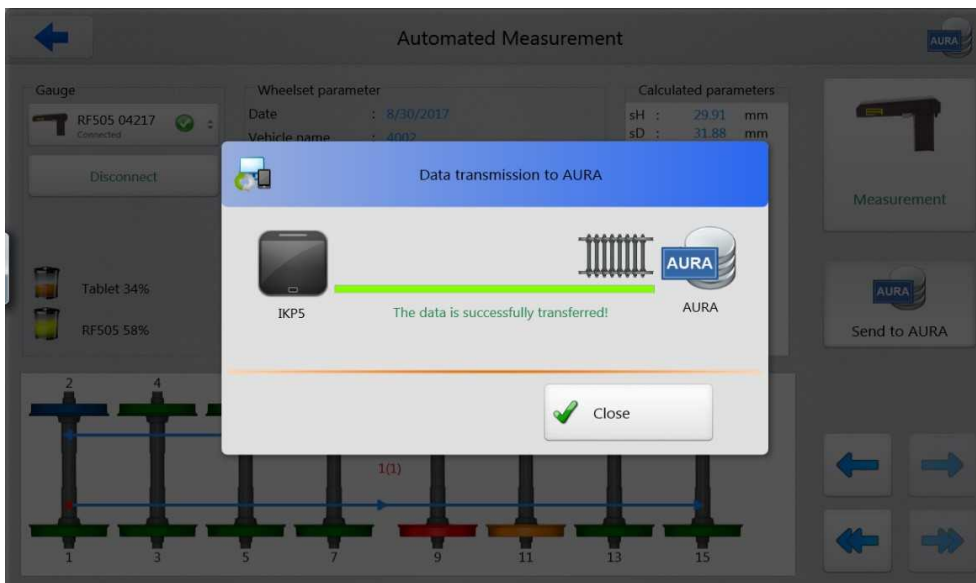 Automated Measurement
AURA
Gauge
RF505 04217
Connected
Disconnect
Tablet 34%
RF505 58%
Wheelset parameter
Date : 8/30/2017
Vehicle name : 4002
Calculated parameters
sH : 29.91 mm
sD : 31.88 mm
Measurement
AURA
Send to AURA
Data transmission to AURA
AURA
IKP5
The data is successfully transferred!
AURA
Close
2 4
1(1)
1 3 5 7 9 11 13 15